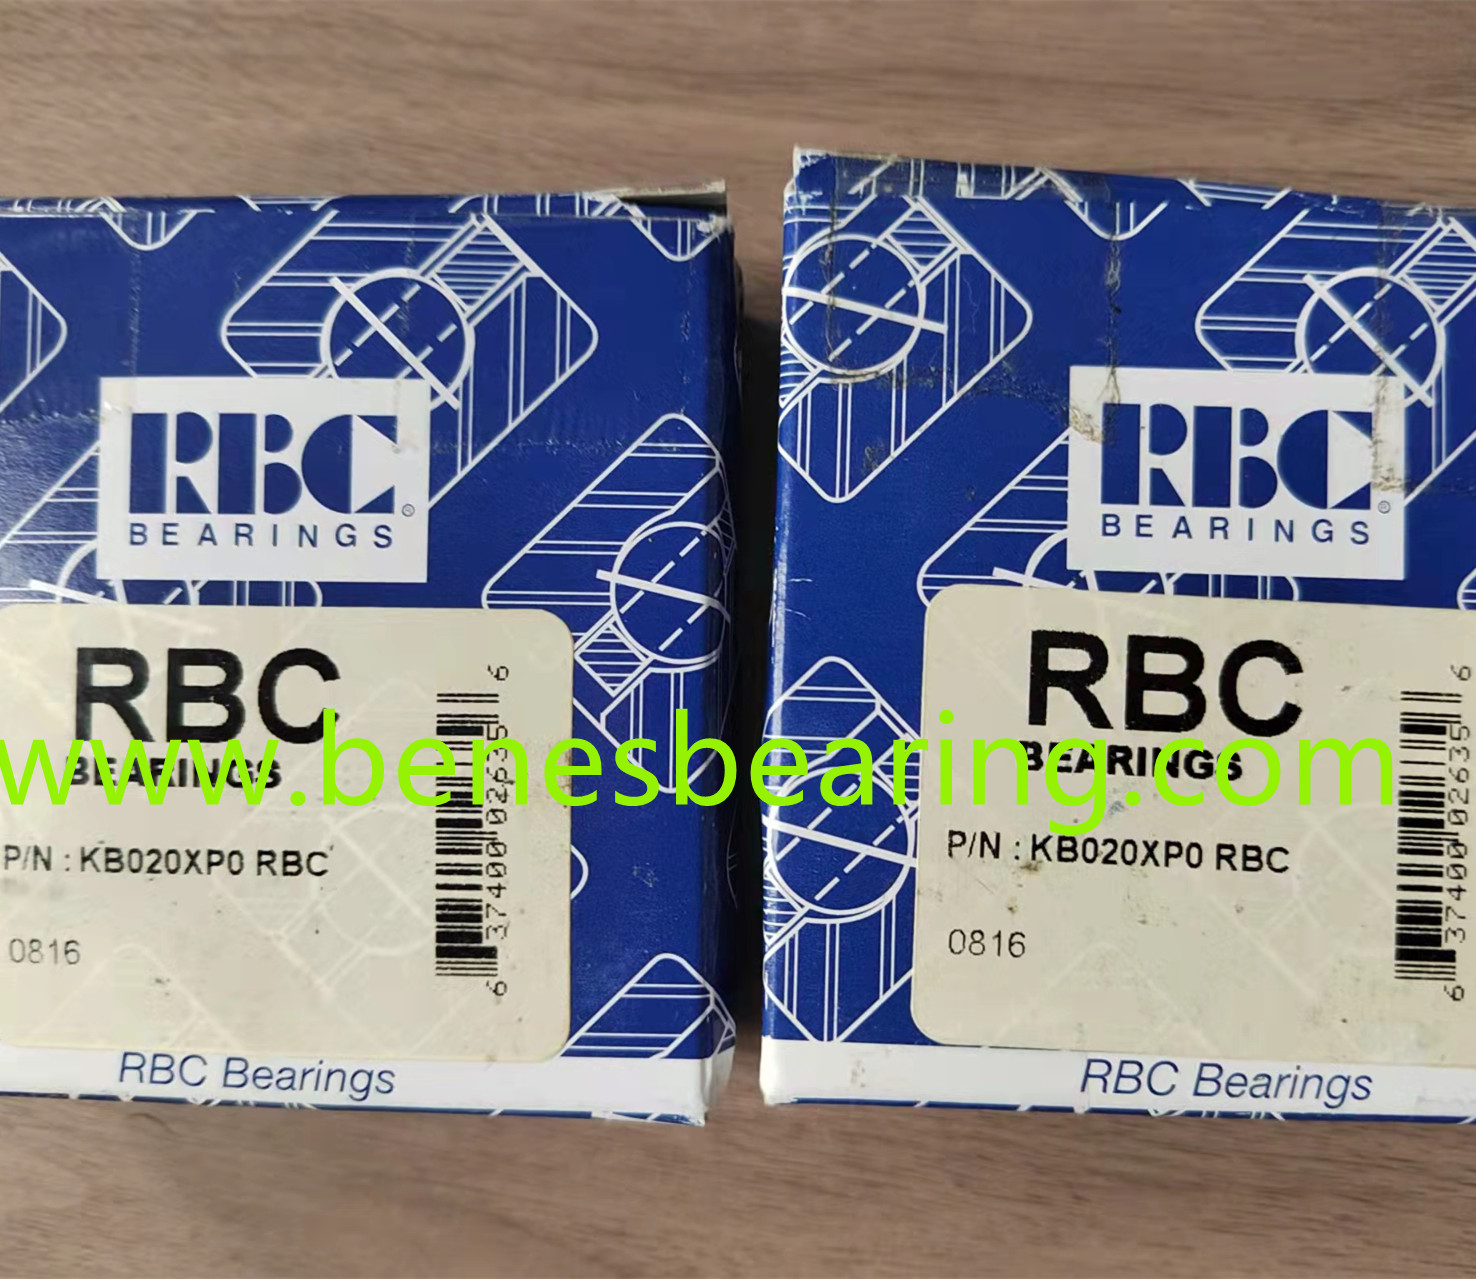 RBC
BEARINGS
®
RBC
BEARINGS
P/N : KB020XP0 RBC
0816
6 37400 02635 6
RBC Bearings
RBC
BEARINGS
®
RBC
BEARINGS
P/N : KB020XP0 RBC
0816
6 37400 02635 6
RBC Bearings
www.benesbearing.com